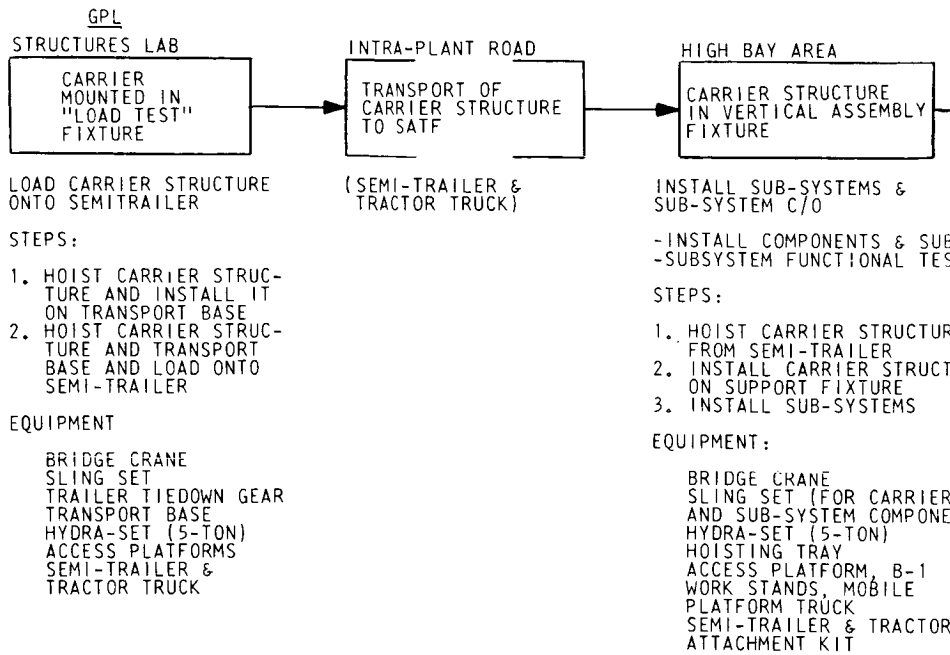 GPL
STRUCTURES LAB
CARRIER
MOUNTED IN
"LOAD TEST"
FIXTURE
LOAD CARRIER STRUCTURE
ONTO SEMITRAILER
STEPS:
1. HOIST CARRIER STRUC-
TURE AND INSTALL IT
ON TRANSPORT BASE
2. HOIST CARRIER STRUC-
TURE AND TRANSPORT
BASE AND LOAD ONTO
SEMI-TRAILER
EQUIPMENT
BRIDGE CRANE
SLING SET
TRAILER TIEDOWN GEAR
TRANSPORT BASE
HYDRA-SET (5-TON)
ACCESS PLATFORMS
SEMI-TRAILER &
TRACTOR TRUCK
INTRA-PLANT ROAD
TRANSPORT OF
CARRIER STRUCTURE
TO SATF
(SEMI-TRAILER &
TRACTOR TRUCK)
HIGH BAY AREA
CARRIER STRUCTURE
IN VERTICAL ASSEMBLY
FIXTURE
INSTALL SUB-SYSTEMS &
SUB-SYSTEM C/O
-INSTALL COMPONENTS & SUB
-SUBSYSTEM FUNCTIONAL TES
STEPS:
1. HOIST CARRIER STRUCTUR
FROM SEMI-TRAILER
2. INSTALL CARRIER STRUCT
ON SUPPORT FIXTURE
3. INSTALL SUB-SYSTEMS
EQUIPMENT:
BRIDGE CRANE
SLING SET (FOR CARRIER
AND SUB-SYSTEM COMPONE
HYDRA-SET (5-TON)
HOISTING TRAY
ACCESS PLATFORM, B-1
WORK STANDS, MOBILE
PLATFORM TRUCK
SEMI-TRAILER & TRACTOR
ATTACHMENT KIT